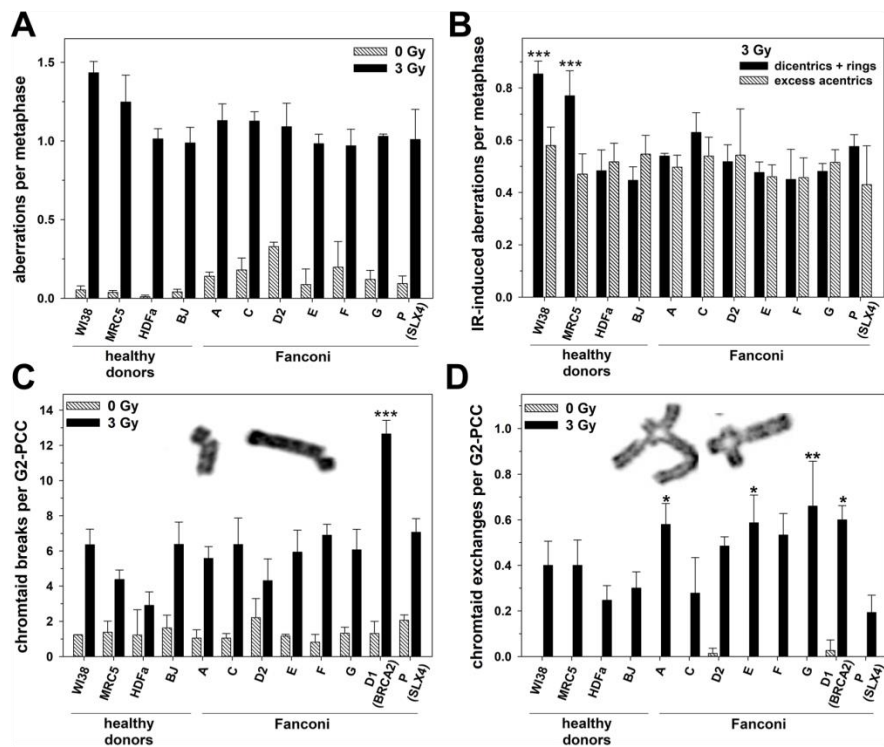 A
aberrations per metaphase
1.5
1.0
0.5
0.0
0 Gy
3 Gy
WI38
MRC5
HDFa
BJ
A
C
D2
E
F
G
P
(SLX4)
healthy
donors
Fanconi
B
IR-induced aberrations per metaphase
0.8
0.6
0.4
0.2
0.0
3 Gy
dicentrics + rings
excess acentrics
***
***
WI38
MRC5
HDFa
BJ
A
C
D2
E
F
G
P
(SLX4)
healthy
donors
Fanconi
C
chromtaid breaks per G2-PCC
14
12
10
8
6
4
2
0
0 Gy
3 Gy
***
WI38
MRC5
HDFa
BJ
A
C
D2
E
F
G
D1
(BRCA2)
P
(SLX4)
healthy
donors
Fanconi
D
chromtaid exchanges per G2-PCC
1.0
0.8
0.6
0.4
0.2
0.0
0 Gy
3 Gy
*
*
**
*
WI38
MRC5
HDFa
BJ
A
C
D2
E
F
G
D1
(BRCA2)
P
(SLX4)
healthy
donors
Fanconi